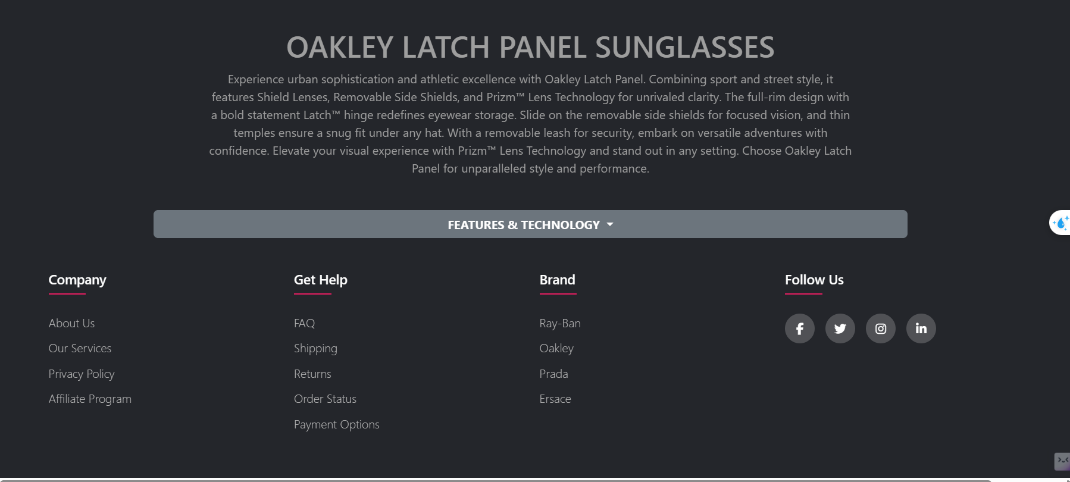 OAKLEY LATCH PANEL SUNGLASSES
Experience urban sophistication and athletic excellence with Oakley Latch Panel. Combining sport and street style, it
features Shield Lenses, Removable Side Shields, and Prizm™ Lens Technology for unrivaled clarity. The full-rim design with
a bold statement Latch™ hinge redefines eyewear storage. Slide on the removable side shields for focused vision, and thin
temples ensure a snug fit under any hat. With a removable leash for security, embark on versatile adventures with
confidence. Elevate your visual experience with Prizm™ Lens Technology and stand out in any setting. Choose Oakley Latch
Panel for unparalleled style and performance.
FEATURES & TECHNOLOGY
Company
About Us
Our Services
Privacy Policy
Affiliate Program
Get Help
FAQ
Shipping
Returns
Order Status
Payment Options
Brand
Ray-Ban
Oakley
Prada
Ersace
Follow Us